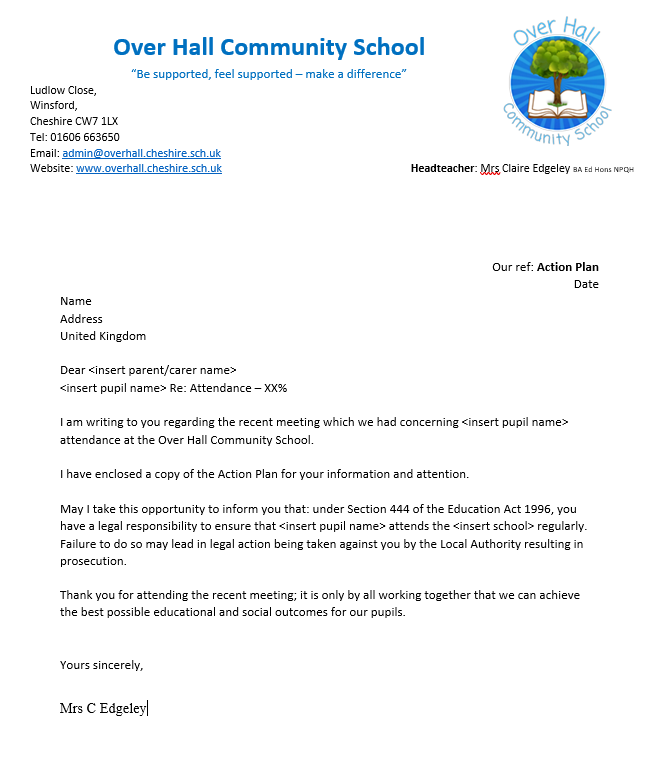 Over Hall Community School
“Be supported, feel supported – make a difference”
Over Hall
Community School
Ludlow Close,
Winsford,
Cheshire CW7 1LX
Tel: 01606 663650
Email: admin@overhall.cheshire.sch.uk
Website: www.overhall.cheshire.sch.uk
Headteacher: Mrs Claire Edgeley BA Ed Hons NPQH
Our ref: Action Plan
Date
Name
Address
United Kingdom
Dear <insert parent/carer name>
<insert pupil name> Re: Attendance – XX%
I am writing to you regarding the recent meeting which we had concerning <insert pupil name>
attendance at the Over Hall Community School.
I have enclosed a copy of the Action Plan for your information and attention.
May I take this opportunity to inform you that: under Section 444 of the Education Act 1996, you
have a legal responsibility to ensure that <insert pupil name> attends the <insert school> regularly.
Failure to do so may lead in legal action being taken against you by the Local Authority resulting in
prosecution.
Thank you for attending the recent meeting; it is only by all working together that we can achieve
the best possible educational and social outcomes for our pupils.
Yours sincerely,
Mrs C Edgeley